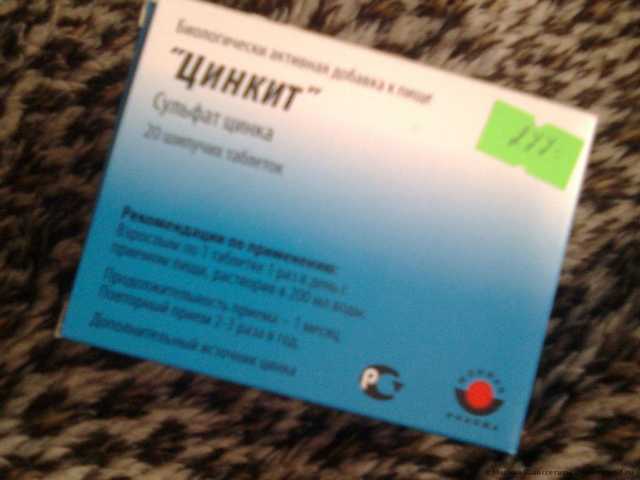 Биологически активная добавка к пище
"ЦИНКИТ"
Сульфат цинка
20 шипучих таблеток
Рекомендации по применению:
Взрослым по 1 таблетке 1 раз в день с
приемом пищи, растворив в 200 мл воды.
Продолжительность приема - 1 месяц.
Повторный прием 2-3 раза в год.
Дополнительный источник цинка